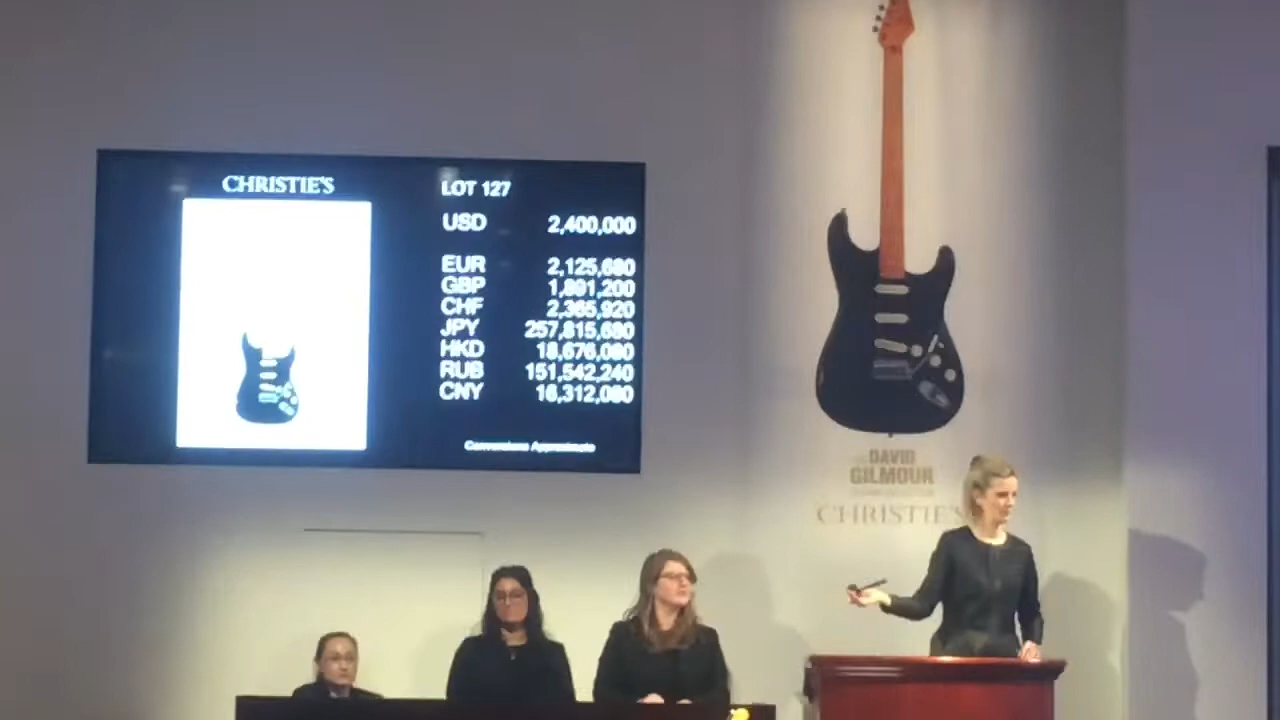 CHRISTIE'S
LOT 127
USD 2,400,000
EUR 2,125,680
GBP 1,891,200
CHF 2,365,920
JPY 257,815,680
HKD 18,676,080
RUB 151,542,240
CNY 16,312,080
Conversions Approximate
DAVID
GILMOUR
CHRISTIE'S